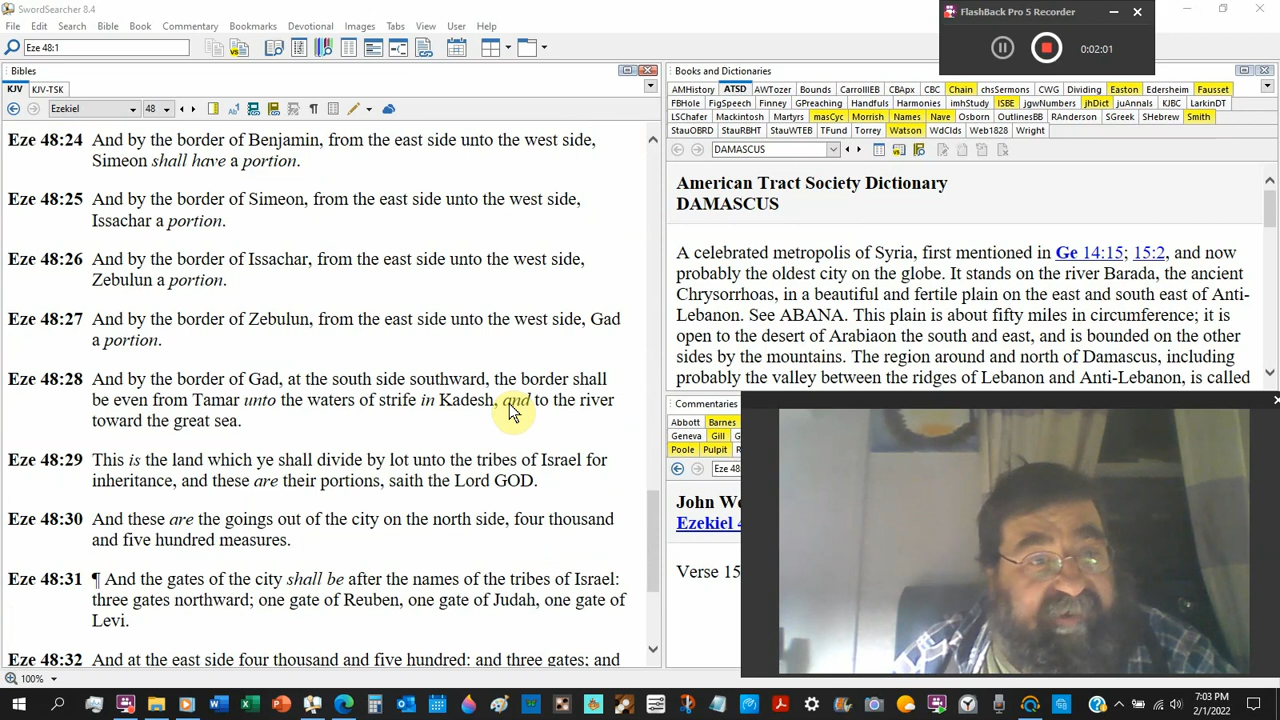 SwordSearcher 8.4
File Edit Search Bible Book Commentary Bookmarks Devotional Images Tabs View User Help
Eze 48:1
FlashBack Pro 5 Recorder
0:02:01
Bibles
KJV KJV-TSK
Ezekiel 48
Eze 48:24 And by the border of Benjamin, from the east side unto the west side,
Simeon shall have a portion.
Eze 48:25 And by the border of Simeon, from the east side unto the west side,
Issachar a portion.
Eze 48:26 And by the border of Issachar, from the east side unto the west side,
Zebulun a portion.
Eze 48:27 And by the border of Zebulun, from the east side unto the west side, Gad
a portion.
Eze 48:28 And by the border of Gad, at the south side southward, the border shall
be even from Tamar unto the waters of strife in Kadesh, and to the river
toward the great sea.
Eze 48:29 This is the land which ye shall divide by lot unto the tribes of Israel for
inheritance, and these are their portions, saith the Lord GOD.
Eze 48:30 And these are the goings out of the city on the north side, four thousand
and five hundred measures.
Eze 48:31 ¶ And the gates of the city shall be after the names of the tribes of Israel:
three gates northward; one gate of Reuben, one gate of Judah, one gate of
Levi.
Eze 48:32 And at the east side four thousand and five hundred: and three gates; and
100%
Books and Dictionaries
AMHistory ATSD AWTozer Bounds CarrollIEB CBApx CBC Chain chsSermons CWG Dividing Easton Edersheim Fausset
FBHole FigSpeech Finney GPreaching Handfuls Harmonies imhStudy ISBE jgwNumbers jhDict juAnnals KJBC LarkinDT
LSChafer Mackintosh Martyrs masCyc Morrish Names Nave Osborn OutlinesBB RAnderson SGreek SHebrew Smith
StauOBRD StauRBHT StauWTEB TFund Torrey Watson WdClds Web1828 Wright
DAMASCUS
American Tract Society Dictionary
DAMASCUS
A celebrated metropolis of Syria, first mentioned in Ge 14:15; 15:2, and now
probably the oldest city on the globe. It stands on the river Barada, the ancient
Chrysorrhoas, in a beautiful and fertile plain on the east and south east of Anti-
Lebanon. See ABANA. This plain is about fifty miles in circumference; it is
open to the desert of Arabiaon the south and east, and is bounded on the other
sides by the mountains. The region around and north of Damascus, including
probably the valley between the ridges of Lebanon and Anti-Lebanon, is called
Commentaries
Abbott Barnes
Geneva Gill G
Poole Pulpit
Eze 48
John We
Ezekiel 4
Verse 15
7:03 PM
2/1/2022